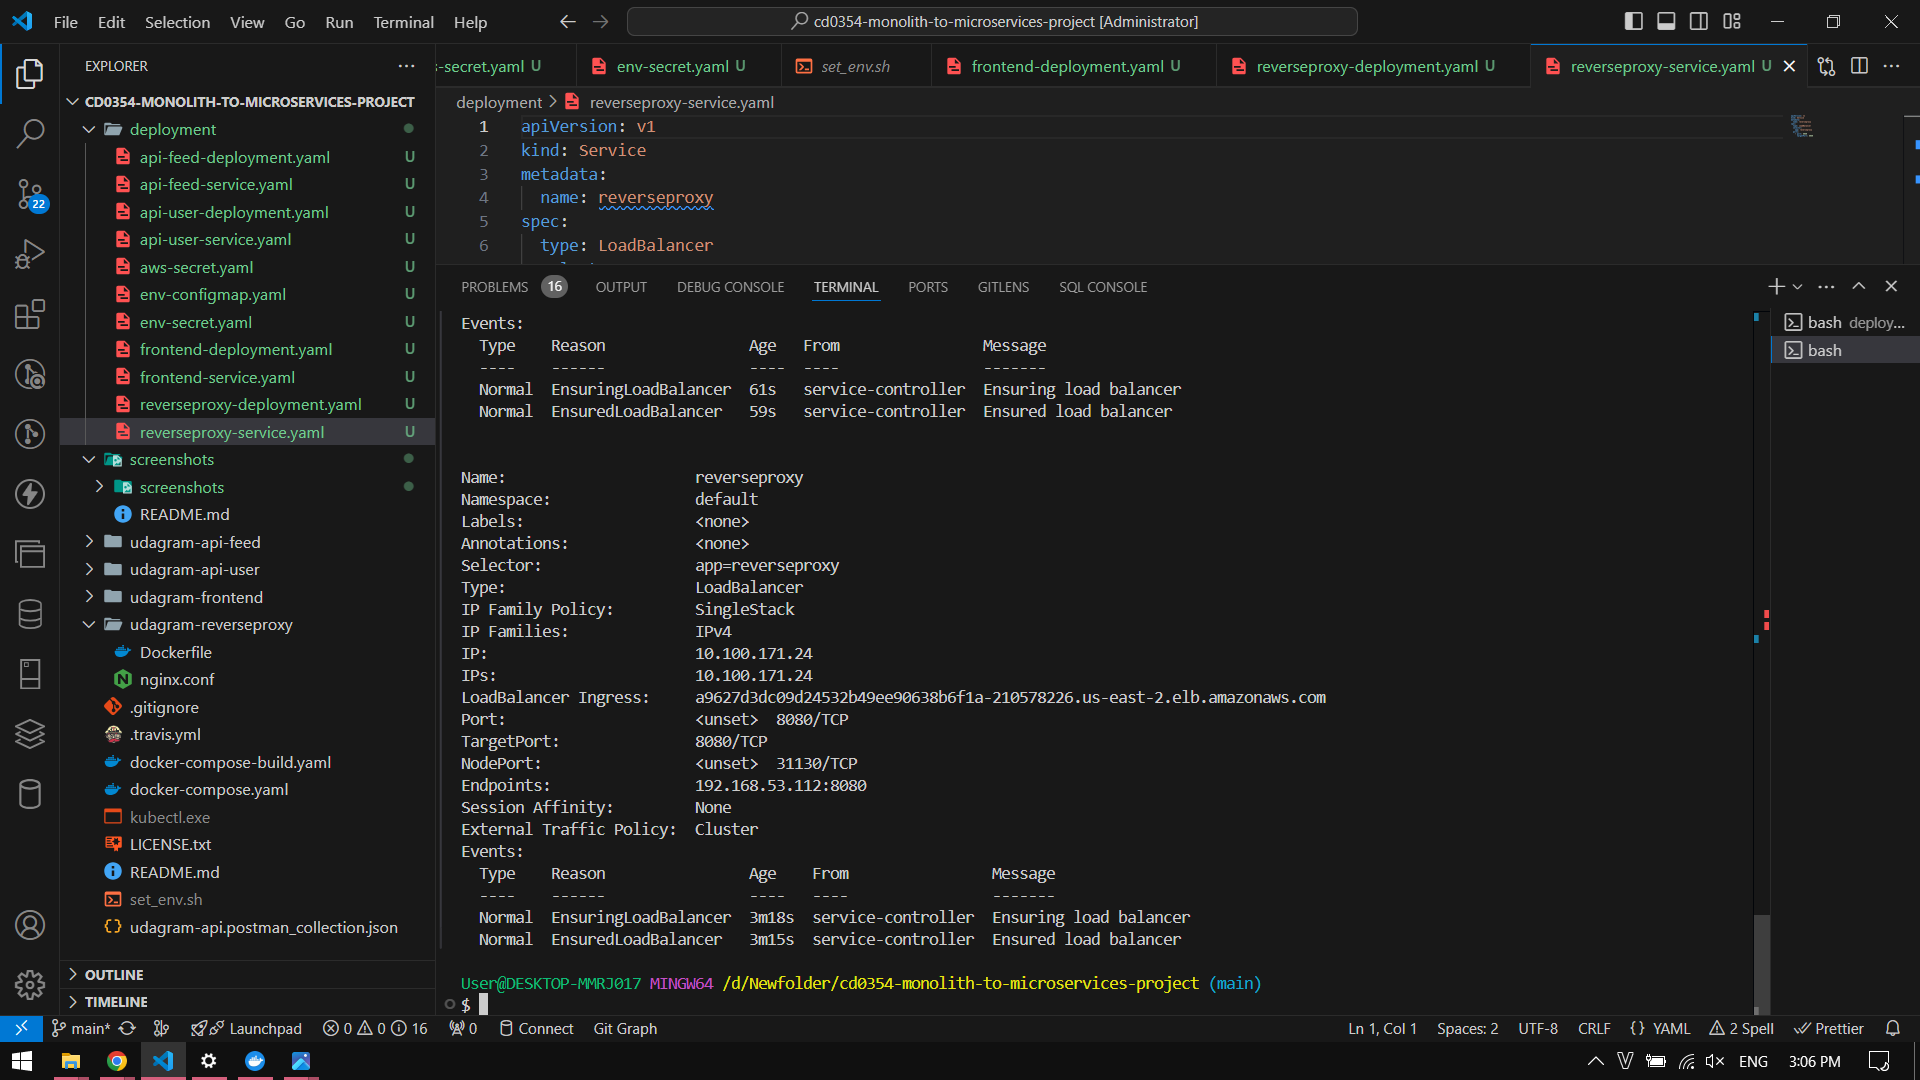 File Edit Selection View Go Run Terminal Help
cd0354-monolith-to-microservices-project [Administrator]
EXPLORER
CD0354-MONOLITH-TO-MICROSERVICES-PROJECT
deployment
api-feed-deployment.yaml U
api-feed-service.yaml U
api-user-deployment.yaml U
api-user-service.yaml U
aws-secret.yaml U
env-configmap.yaml U
env-secret.yaml U
frontend-deployment.yaml U
frontend-service.yaml U
reverseproxy-deployment.yaml U
reverseproxy-service.yaml U
screenshots
screenshots
README.md
udagram-api-feed
udagram-api-user
udagram-frontend
udagram-reverseproxy
Dockerfile
nginx.conf
.gitignore
.travis.yml
docker-compose-build.yaml
docker-compose.yaml
kubectl.exe
LICENSE.txt
README.md
set_env.sh
udagram-api.postman_collection.json
OUTLINE
TIMELINE
22
s-secret.yaml U env-secret.yaml U set_env.sh frontend-deployment.yaml U reverseproxy-deployment.yaml U reverseproxy-service.yaml U
deployment > reverseproxy-service.yaml
1 apiVersion: v1
2 kind: Service
3 metadata:
4 name: reverseproxy
5 spec:
6 type: LoadBalancer
PROBLEMS 16 OUTPUT DEBUG CONSOLE TERMINAL PORTS GITLENS SQL CONSOLE
bash deploy...
bash
Events:
Type Reason Age From Message
---- ------ ---- ---- -------
Normal EnsuringLoadBalancer 61s service-controller Ensuring load balancer
Normal EnsuredLoadBalancer 59s service-controller Ensured load balancer
Name: reverseproxy
Namespace: default
Labels: <none>
Annotations: <none>
Selector: app=reverseproxy
Type: LoadBalancer
IP Family Policy: SingleStack
IP Families: IPv4
IP: 10.100.171.24
IPs: 10.100.171.24
LoadBalancer Ingress: a9627d3dc09d24532b49ee90638b6f1a-210578226.us-east-2.elb.amazonaws.com
Port: <unset> 8080/TCP
TargetPort: 8080/TCP
NodePort: <unset> 31130/TCP
Endpoints: 192.168.53.112:8080
Session Affinity: None
External Traffic Policy: Cluster
Events:
Type Reason Age From Message
---- ------ ---- ---- -------
Normal EnsuringLoadBalancer 3m18s service-controller Ensuring load balancer
Normal EnsuredLoadBalancer 3m15s service-controller Ensured load balancer
User@DESKTOP-MMRJ017 MINGW64 /d/Newfolder/cd0354-monolith-to-microservices-project (main)
$
main* Launchpad 0 0 16 0 Connect Git Graph
Ln 1, Col 1 Spaces: 2 UTF-8 CRLF {} YAML 2 Spell Prettier
ENG 3:06 PM